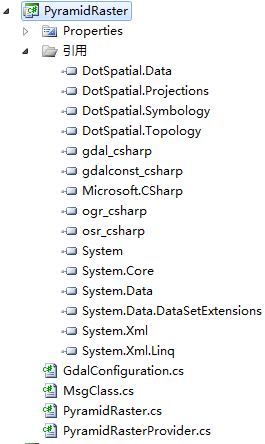 PyramidRaster
Properties
引用
DotSpatial.Data
DotSpatial.Projections
DotSpatial.Symbology
DotSpatial.Topology
gdal_csharp
gdalconst_csharp
Microsoft.CSharp
ogr_csharp
osr_csharp
System
System.Core
System.Data
System.Data.DataSetExtensions
System.Xml
System.Xml.Linq
GdalConfiguration.cs
MsgClass.cs
PyramidRaster.cs
PyramidRasterProvider.cs